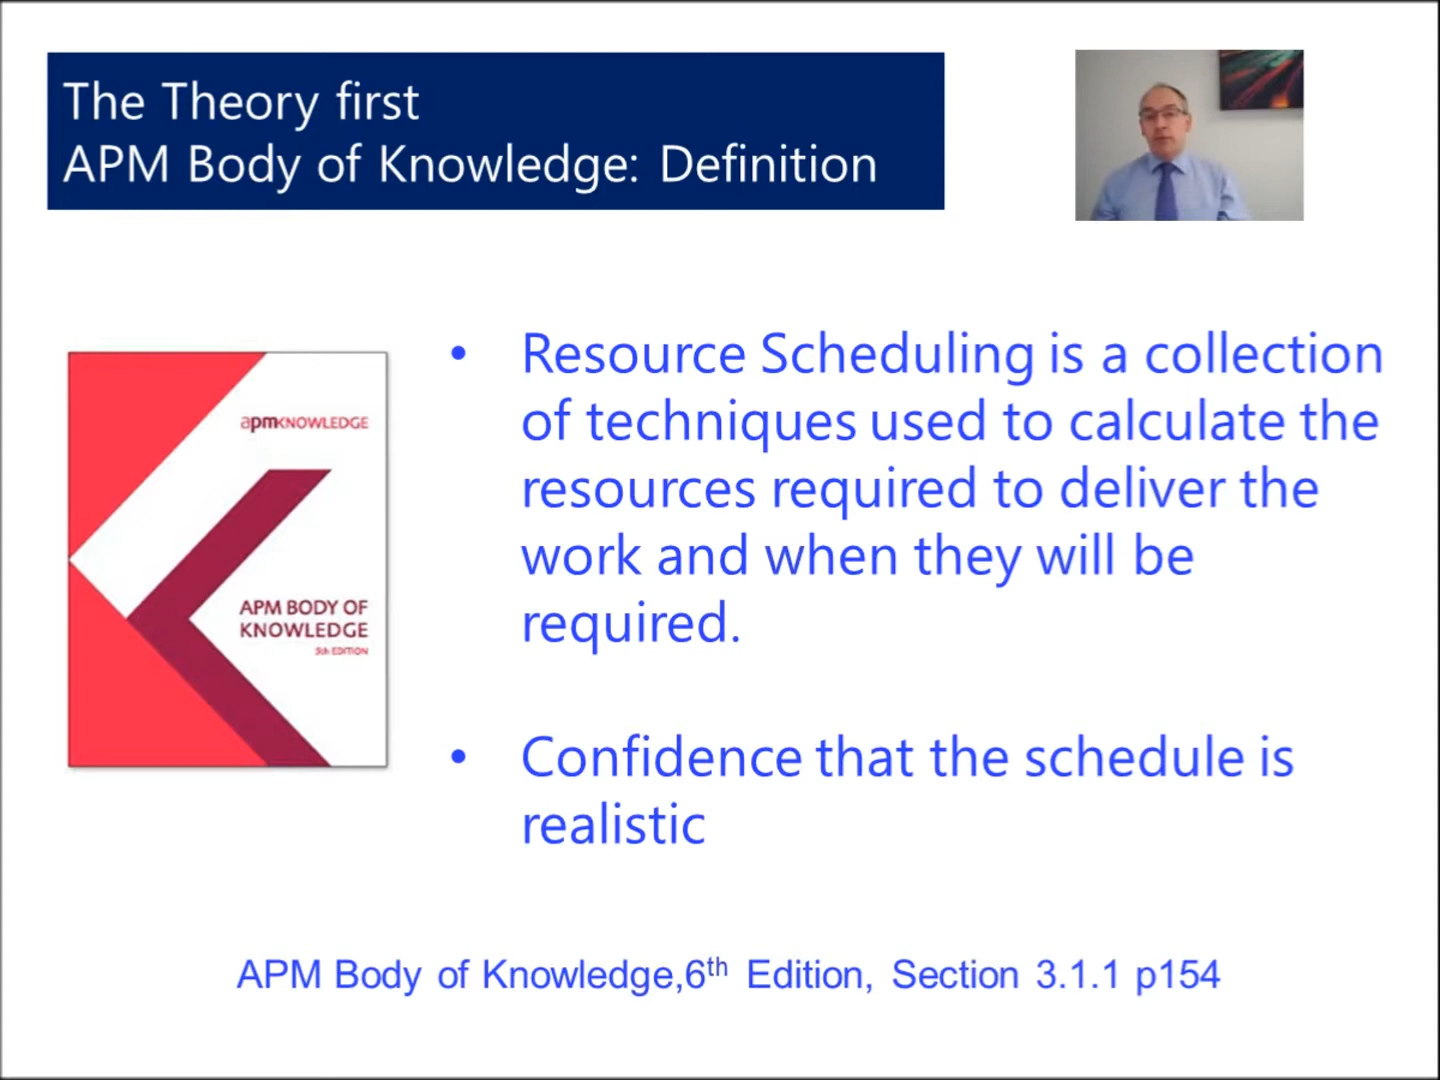 The Theory first
APM Body of Knowledge: Definition
apmKNOWLEDGE
APM BODY OF
KNOWLEDGE
5th EDITION
• Resource Scheduling is a collection
of techniques used to calculate the
resources required to deliver the
work and when they will be
required.
• Confidence that the schedule is
realistic
APM Body of Knowledge,6th Edition, Section 3.1.1 p154